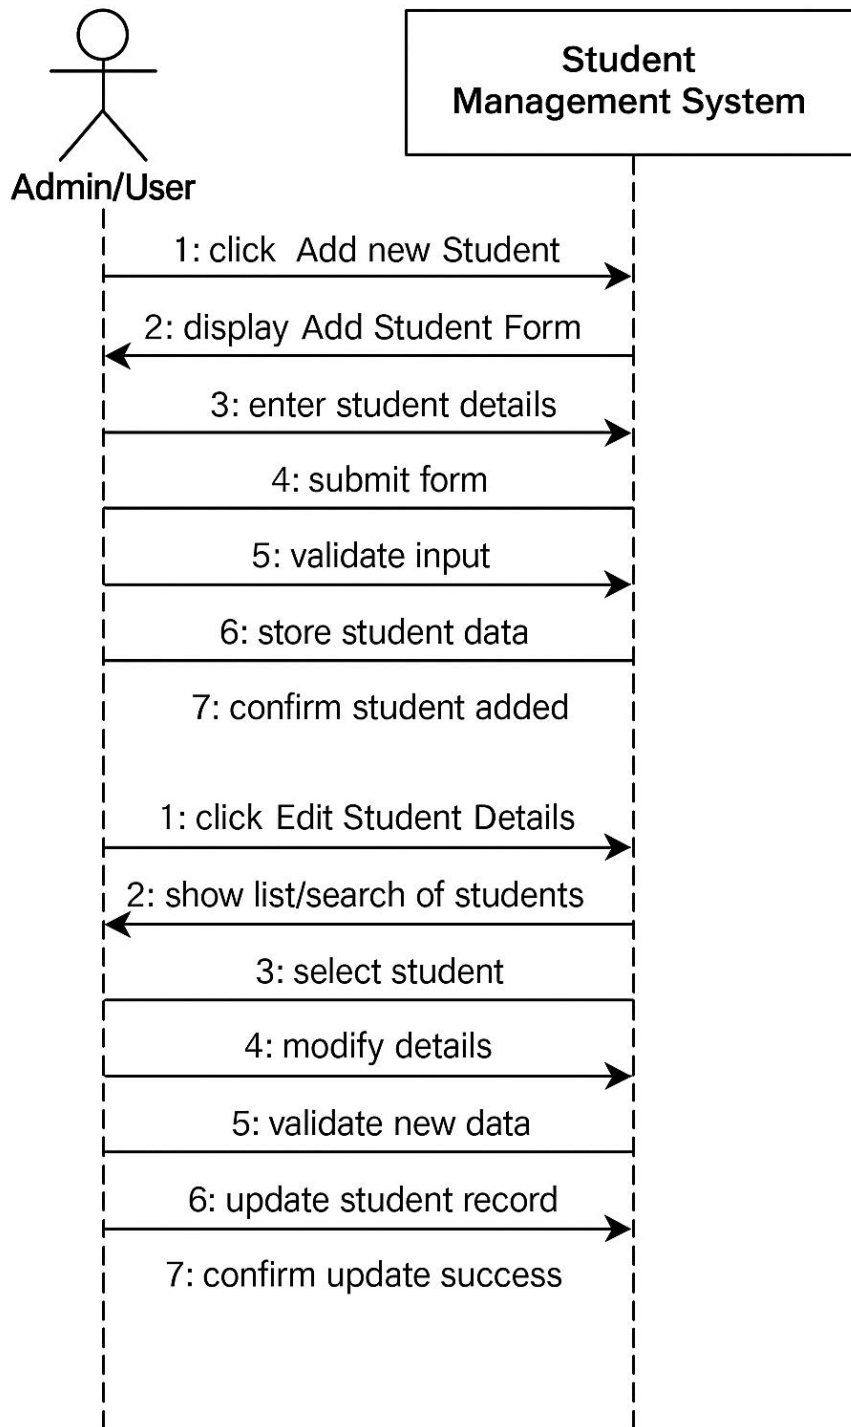 Student
Management System
Admin/User
1: click Add new Student
2: display Add Student Form
3: enter student details
4: submit form
5: validate input
6: store student data
7: confirm student added
1: click Edit Student Details
2: show list/search of students
3: select student
4: modify details
5: validate new data
6: update student record
7: confirm update success